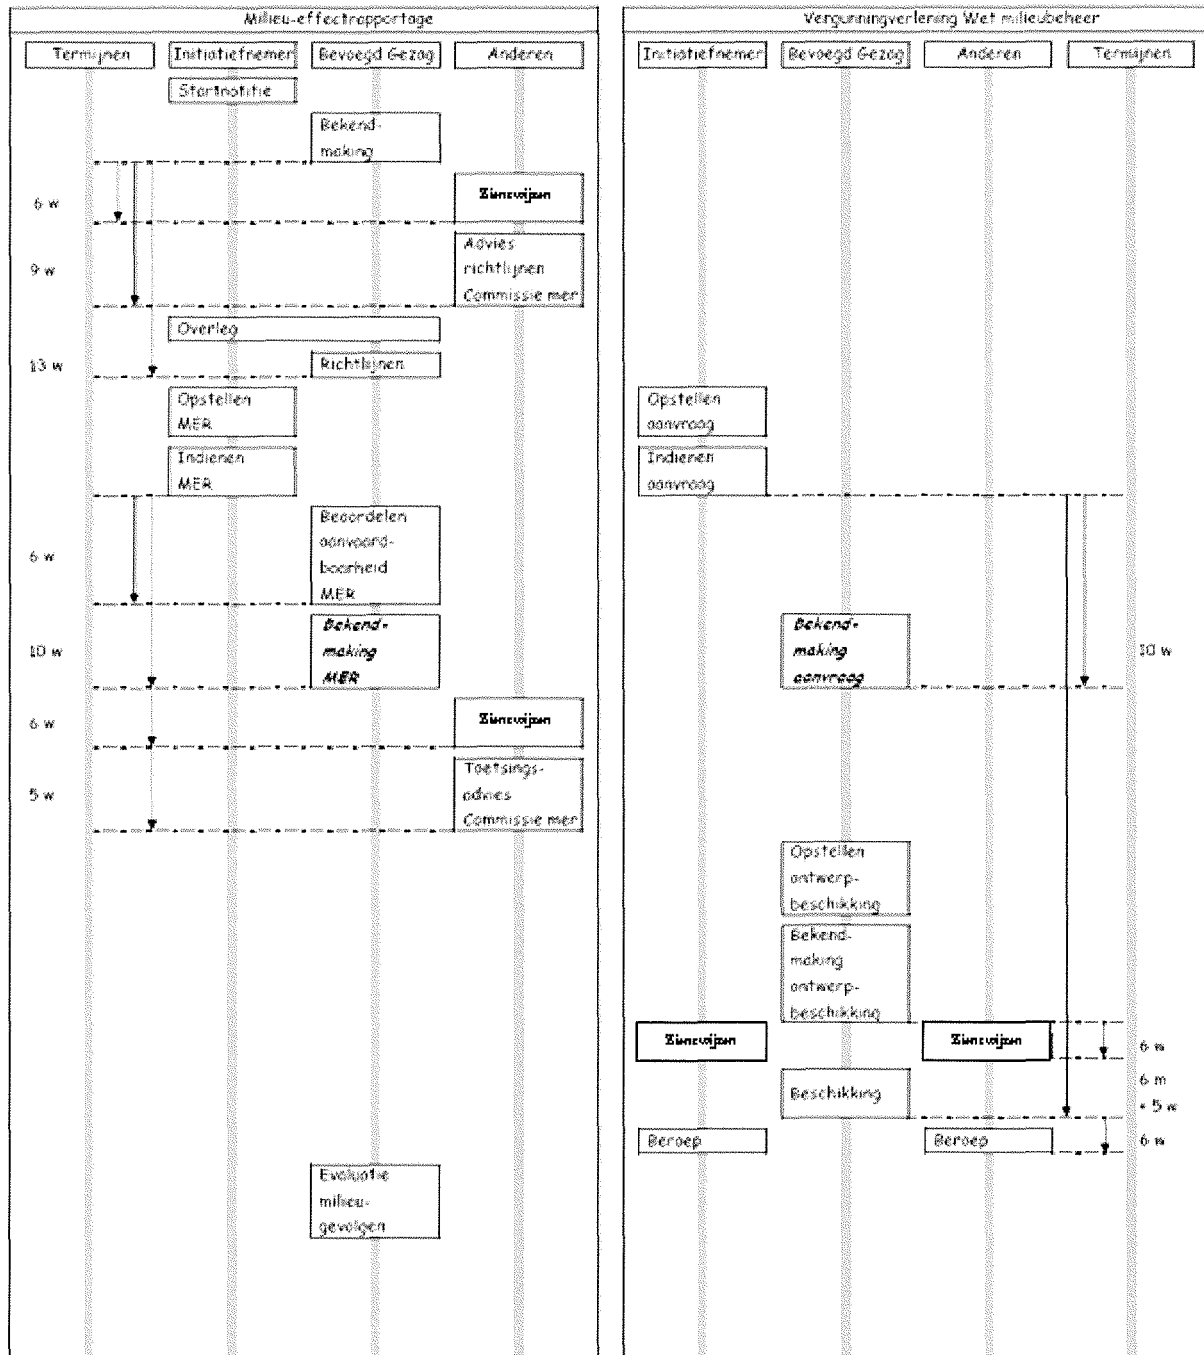 Milieu-effectrapportage
Termijnen
Initiatiefnemer
Bevoegd Gezag
Anderen
Startnotitie
Bekend-
making
Zienswijzen
6 w
Advies
richtlijnen
Commissie mer
9 w
Overleg
Richtlijnen
13 w
Opstellen
MER
Indienen
MER
Beoordelen
aanvaard-
baarheid
MER
6 w
Bekend-
making
MER
10 w
Zienswijzen
6 w
Toetsings-
advies
Commissie mer
5 w
Evaluatie
milieu-
gevolgen
Vergunningverlening Wet milieubeheer
Initiatiefnemer
Bevoegd Gezag
Anderen
Termijnen
Opstellen
aanvraag
Indienen
aanvraag
Bekend-
making
aanvraag
10 w
Opstellen
ontwerp-
beschikking
Bekend-
making
ontwerp-
beschikking
Zienswijzen
Zienswijzen
6 w
Beschikking
6 m
+ 5 w
Beroep
Beroep
6 w